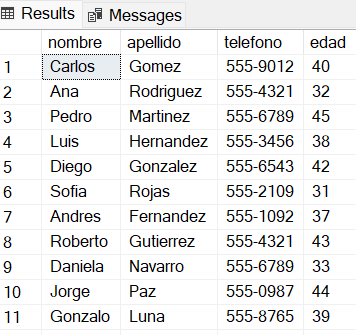 Results Messages
nombre apellido telefono edad
1 Carlos Gomez 555-9012 40
2 Ana Rodriguez 555-4321 32
3 Pedro Martinez 555-6789 45
4 Luis Hernandez 555-3456 38
5 Diego Gonzalez 555-6543 42
6 Sofia Rojas 555-2109 31
7 Andres Fernandez 555-1092 37
8 Roberto Gutierrez 555-4321 43
9 Daniela Navarro 555-6789 33
10 Jorge Paz 555-0987 44
11 Gonzalo Luna 555-8765 39